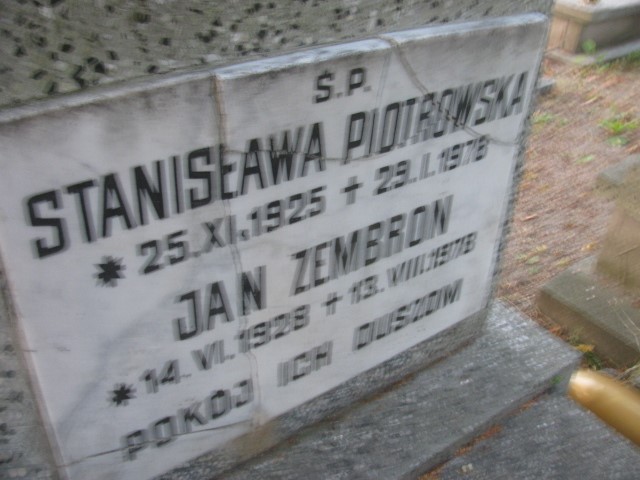 Ś.P.
STANISŁAWA PIOTROWSKA
* 25.XI.1925 + 29.I.1978
JAN ZEMBRON
* 14.VI.1928 + 13.VIII.1978
POKÓJ ICH DUSZOM